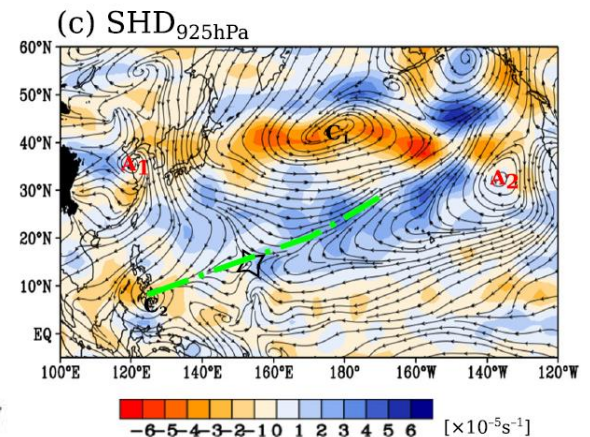 (c) SHD925hPa
60°N
50°N
40°N
30°N
20°N
10°N
EQ
A1
C1
A2
C2
100°E 120°E 140°E 160°E 180° 160°W 140°W 120°W
-6-5-4-3-2-1 0 1 2 3 4 5 6 [×10⁻⁵s⁻¹]